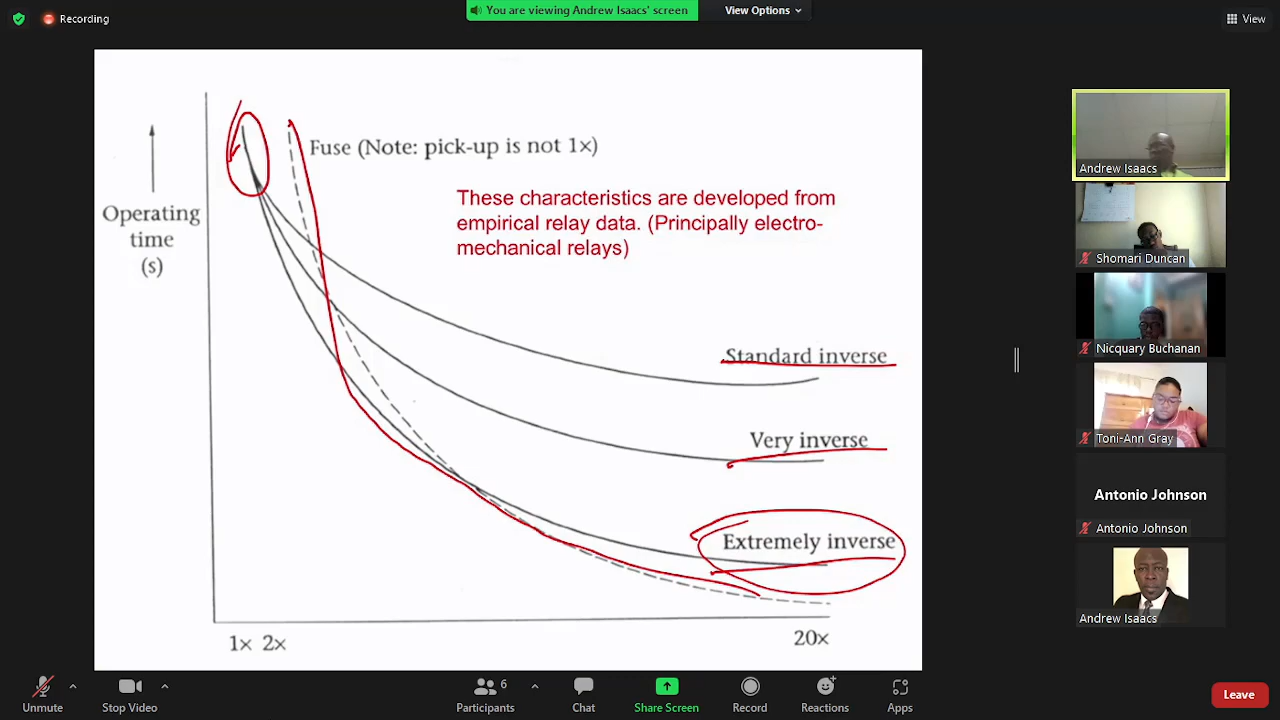 Recording
You are viewing Andrew Isaacs' screen
View Options
View
Fuse (Note: pick-up is not 1×)
These characteristics are developed from
empirical relay data. (Principally electro-
mechanical relays)
Operating
time
(s)
Standard inverse
Very inverse
Extremely inverse
1× 2×
20×
Andrew Isaacs
Shomari Duncan
Nicquary Buchanan
Toni-Ann Gray
Antonio Johnson
Antonio Johnson
Andrew Isaacs
Unmute
Stop Video
6
Participants
Chat
Share Screen
Record
Reactions
Apps
Leave